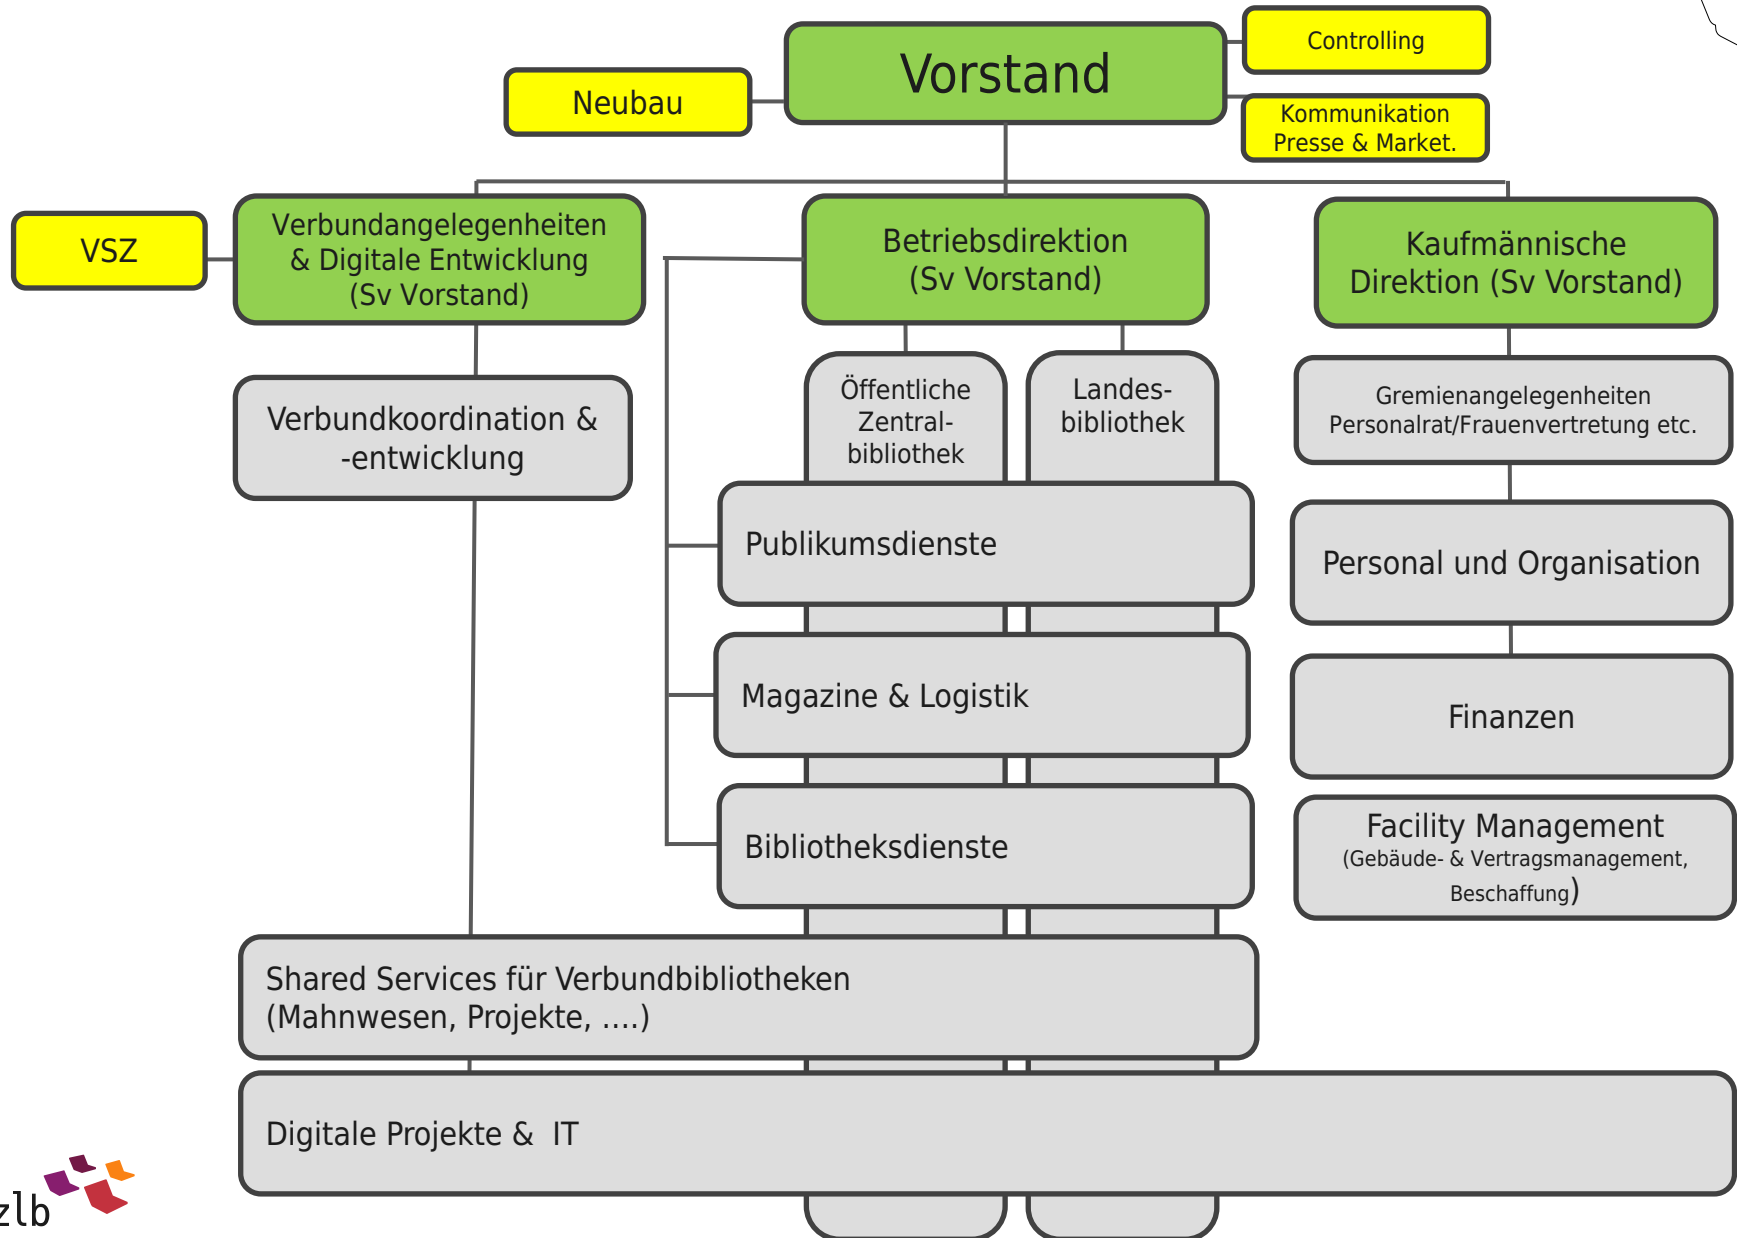 Vorstand
Controlling
Neubau
Kommunikation
Presse & Market.
VSZ
Verbundangelegenheiten
& Digitale Entwicklung
(Sv Vorstand)
Betriebsdirektion
(Sv Vorstand)
Kaufmännische
Direktion (Sv Vorstand)
Verbundkoordination &
-entwicklung
Öffentliche
Zentral-
bibliothek
Landes-
bibliothek
Gremienangelegenheiten
Personalrat/Frauenvertretung etc.
Publikumsdienste
Personal und Organisation
Magazine & Logistik
Finanzen
Bibliotheksdienste
Facility Management
(Gebäude- & Vertragsmanagement,
Beschaffung)
Shared Services für Verbundbibliotheken
(Mahnwesen, Projekte, ....)
Digitale Projekte &  IT
zlb